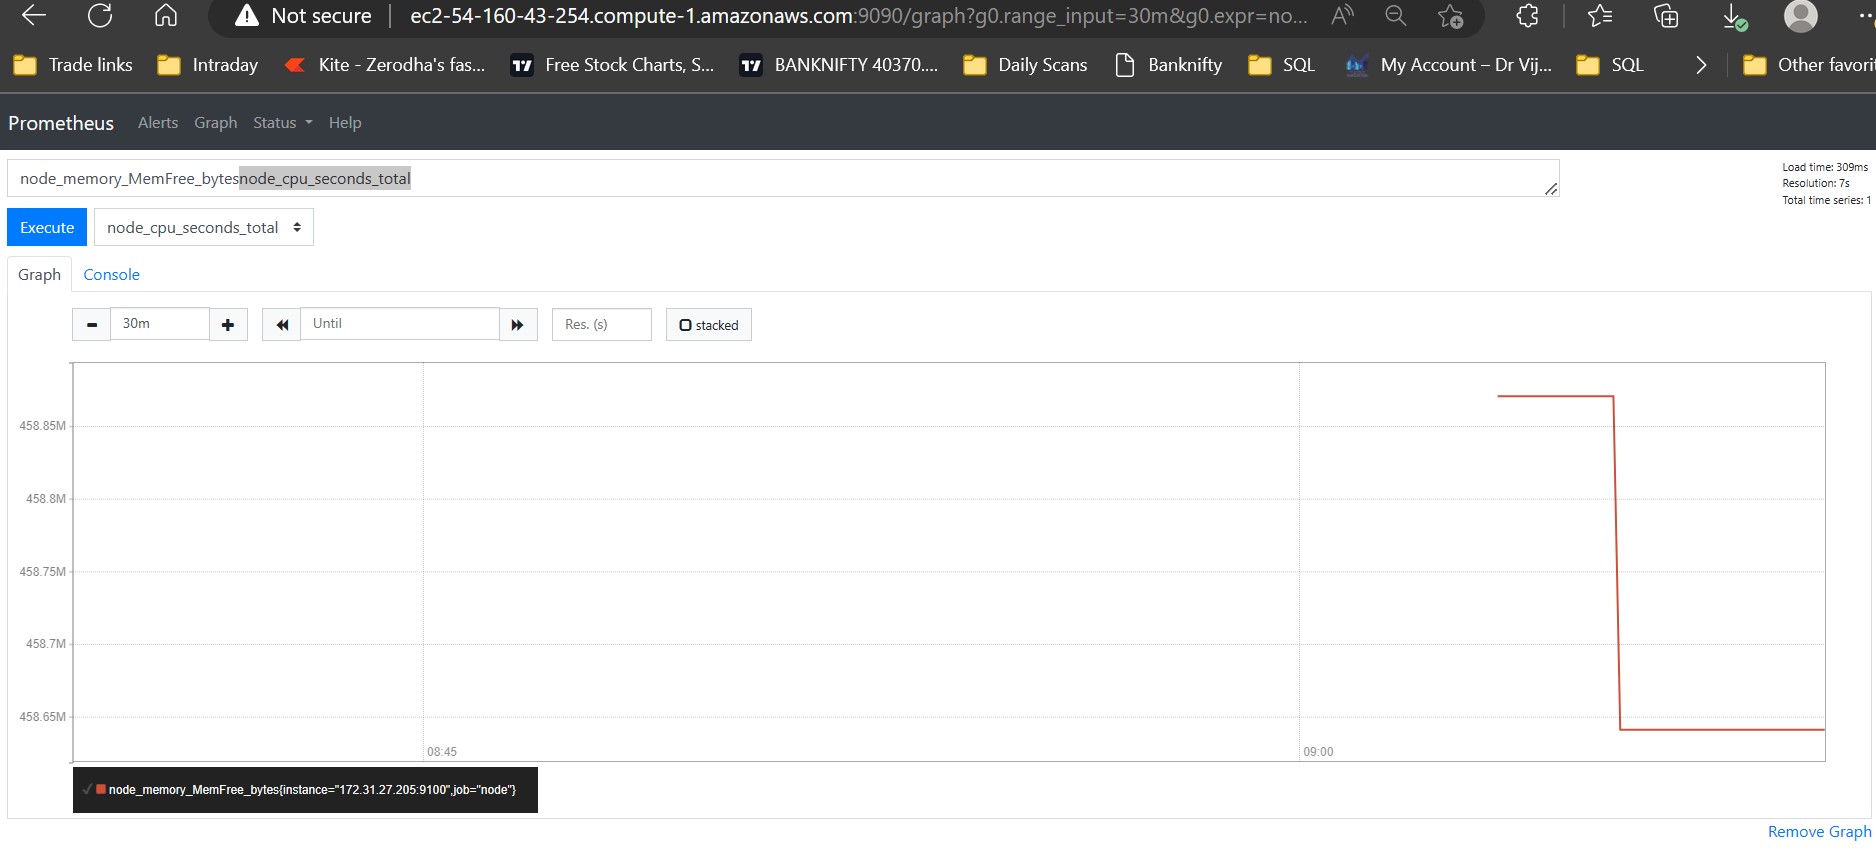 Not secure ec2-54-160-43-254.compute-1.amazonaws.com:9090/graph?g0.range_input=30m&g0.expr=no...
Trade links Intraday Kite - Zerodha's fas... Free Stock Charts, S... BANKNIFTY 40370.... Daily Scans Banknifty SQL My Account – Dr Vij... SQL Other favori
Prometheus Alerts Graph Status Help
node_memory_MemFree_bytesnode_cpu_seconds_total
Load time: 309ms
Resolution: 7s
Total time series: 1
Execute node_cpu_seconds_total
Graph Console
30m Until Res. (s) stacked
458.85M
458.8M
458.75M
458.7M
458.65M
08:45 09:00
node_memory_MemFree_bytes{instance="172.31.27.205:9100",job="node"}
Remove Graph